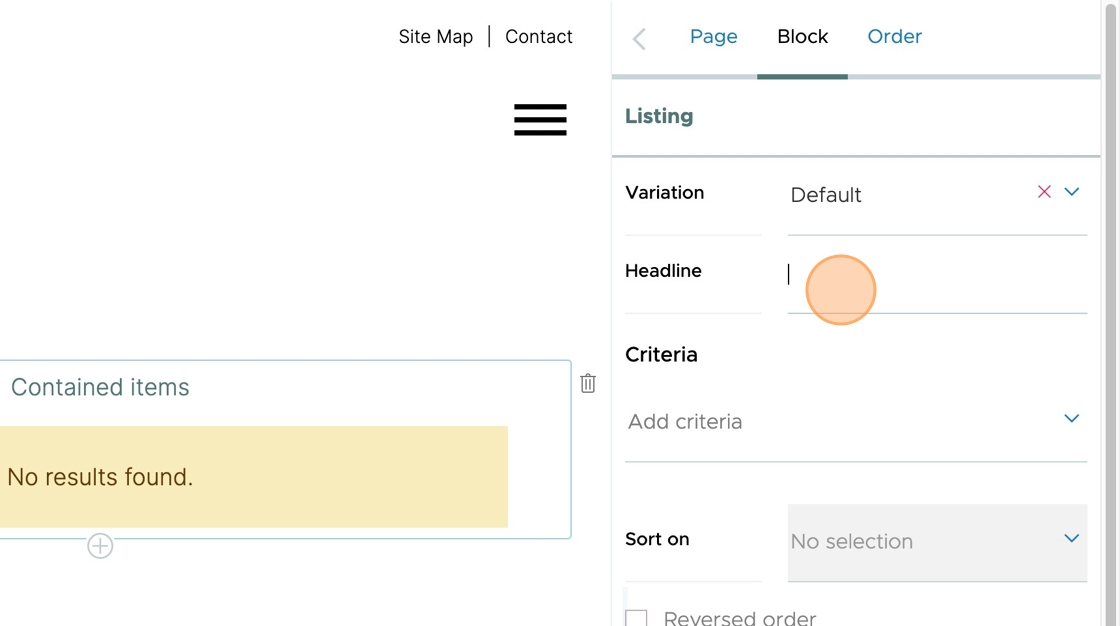 Site Map | Contact
Contained items
No results found.
Page Block Order
Listing
Variation Default
Headline
Criteria
Add criteria
Sort on No selection
Reversed order